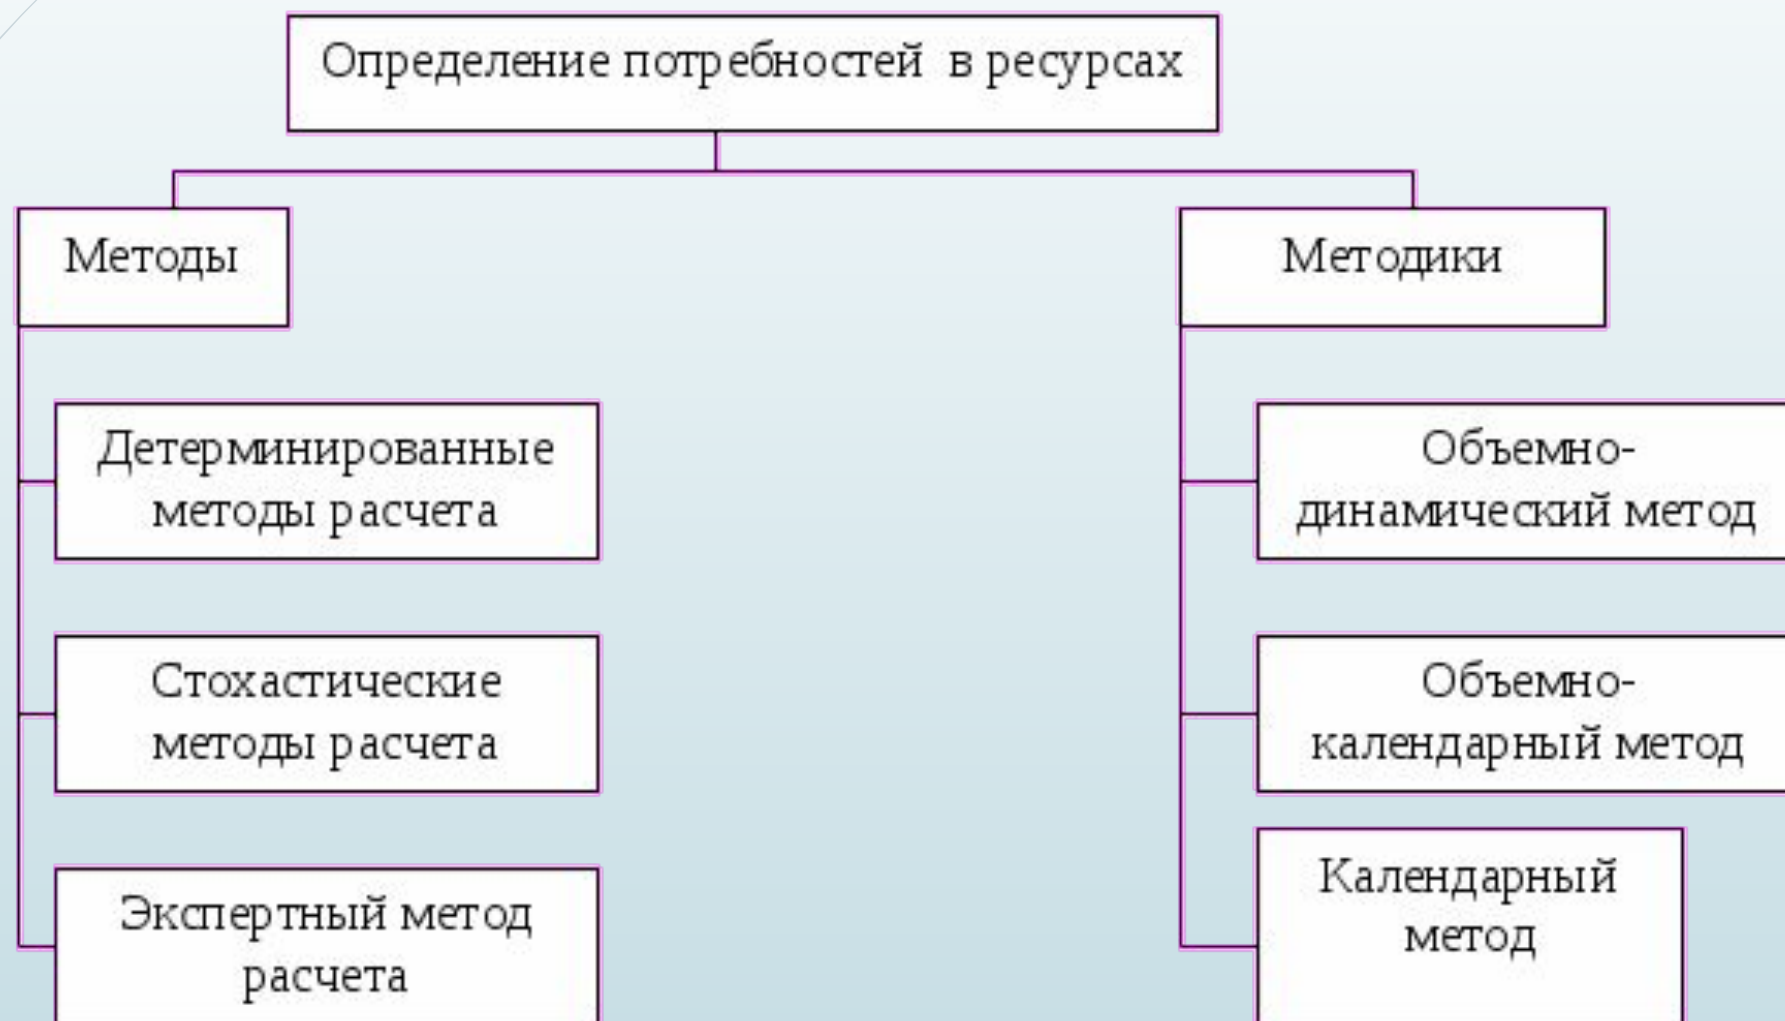 Определение потребностей в ресурсах
Методы
Методики
Детерминированные
методы расчета
Объемно-
динамический метод
Стохастические
методы расчета
Объемно-
календарный метод
Экспертный метод
расчета
Календарный
метод